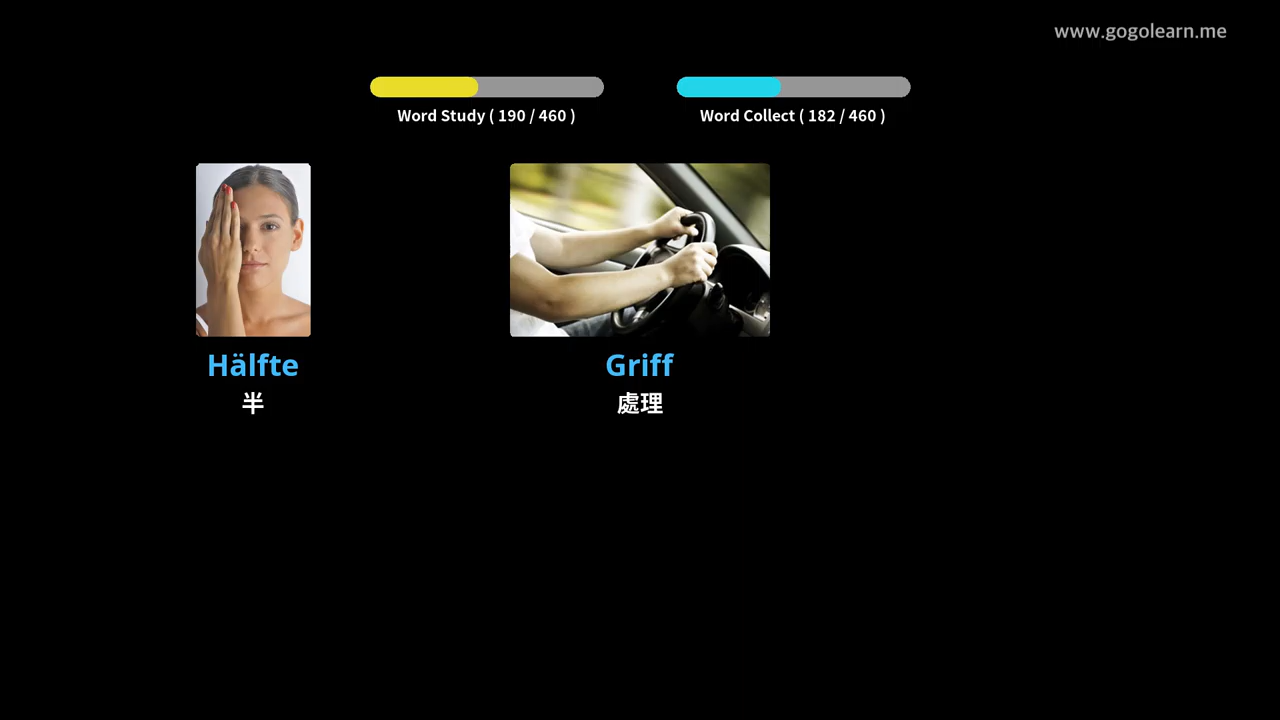 www.gogolearn.me
Word Study ( 190 / 460 )
Word Collect ( 182 / 460 )
Hälfte
半
Griff
處理